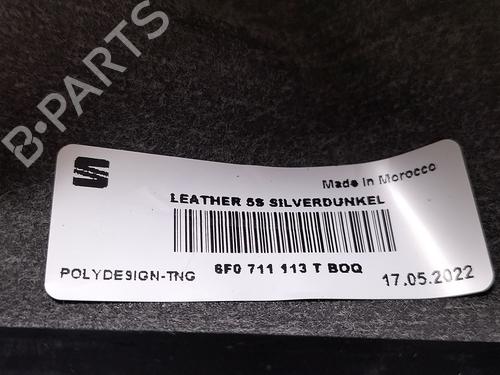 B-PARTS
Made in Morocco
LEATHER 5S SILVERDUNKEL
6F0 711 113 T BOQ
POLYDESIGN-TNG
17.05.2022